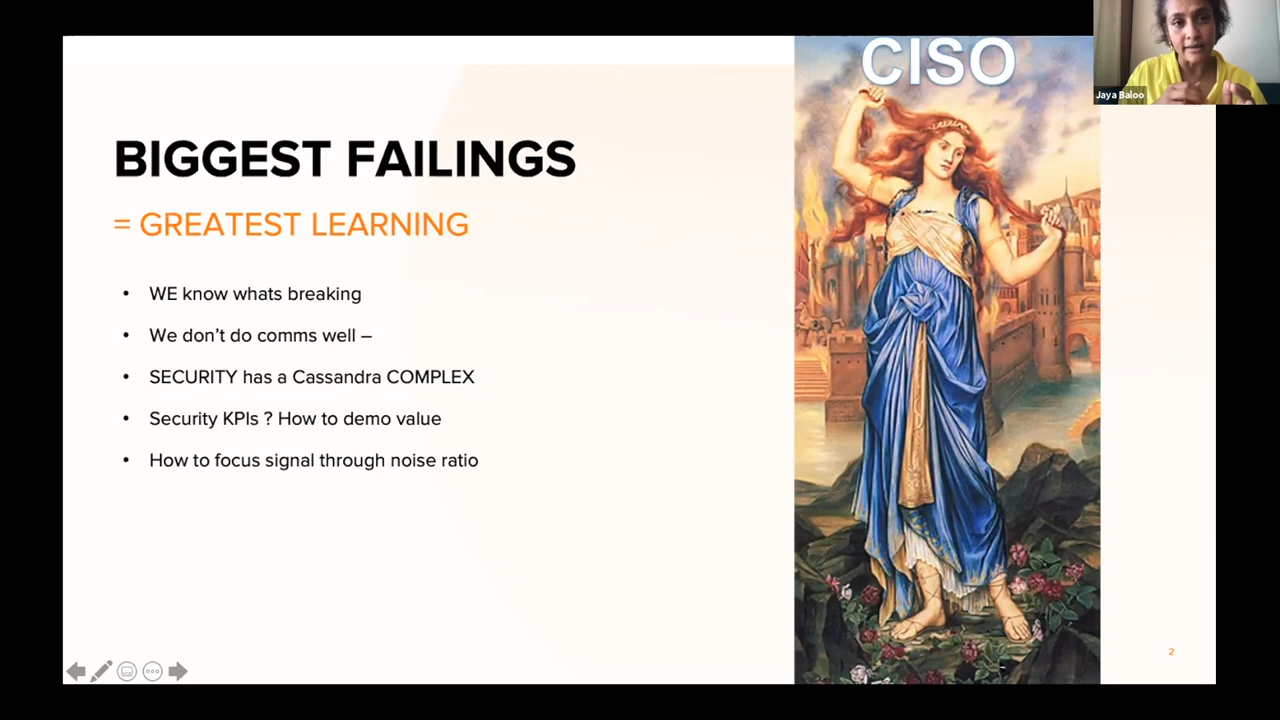 CISO
Jaya Baloo
BIGGEST FAILINGS
= GREATEST LEARNING
• WE know whats breaking
• We don’t do comms well –
• SECURITY has a Cassandra COMPLEX
• Security KPIs ? How to demo value
• How to focus signal through noise ratio
2